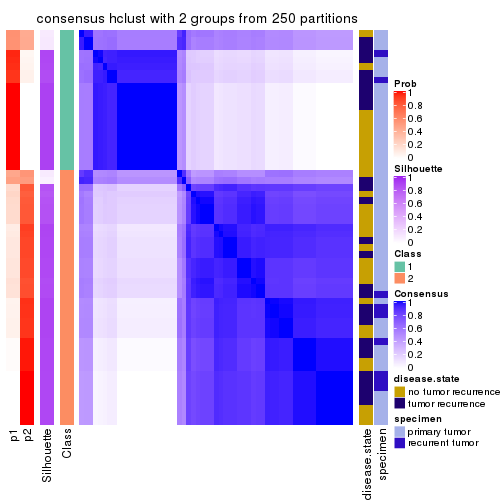 consensus hclust with 2 groups from 250 partitions
Prob
1
0.8
0.6
0.4
0.2
0
Silhouette
1
0.8
0.6
0.4
0.2
0
Class
1
2
Consensus
1
0.8
0.6
0.4
0.2
0
disease.state
no tumor recurrence
tumor recurrence
specimen
primary tumor
recurrent tumor
p1
p2
Silhouette
Class
disease.state
specimen